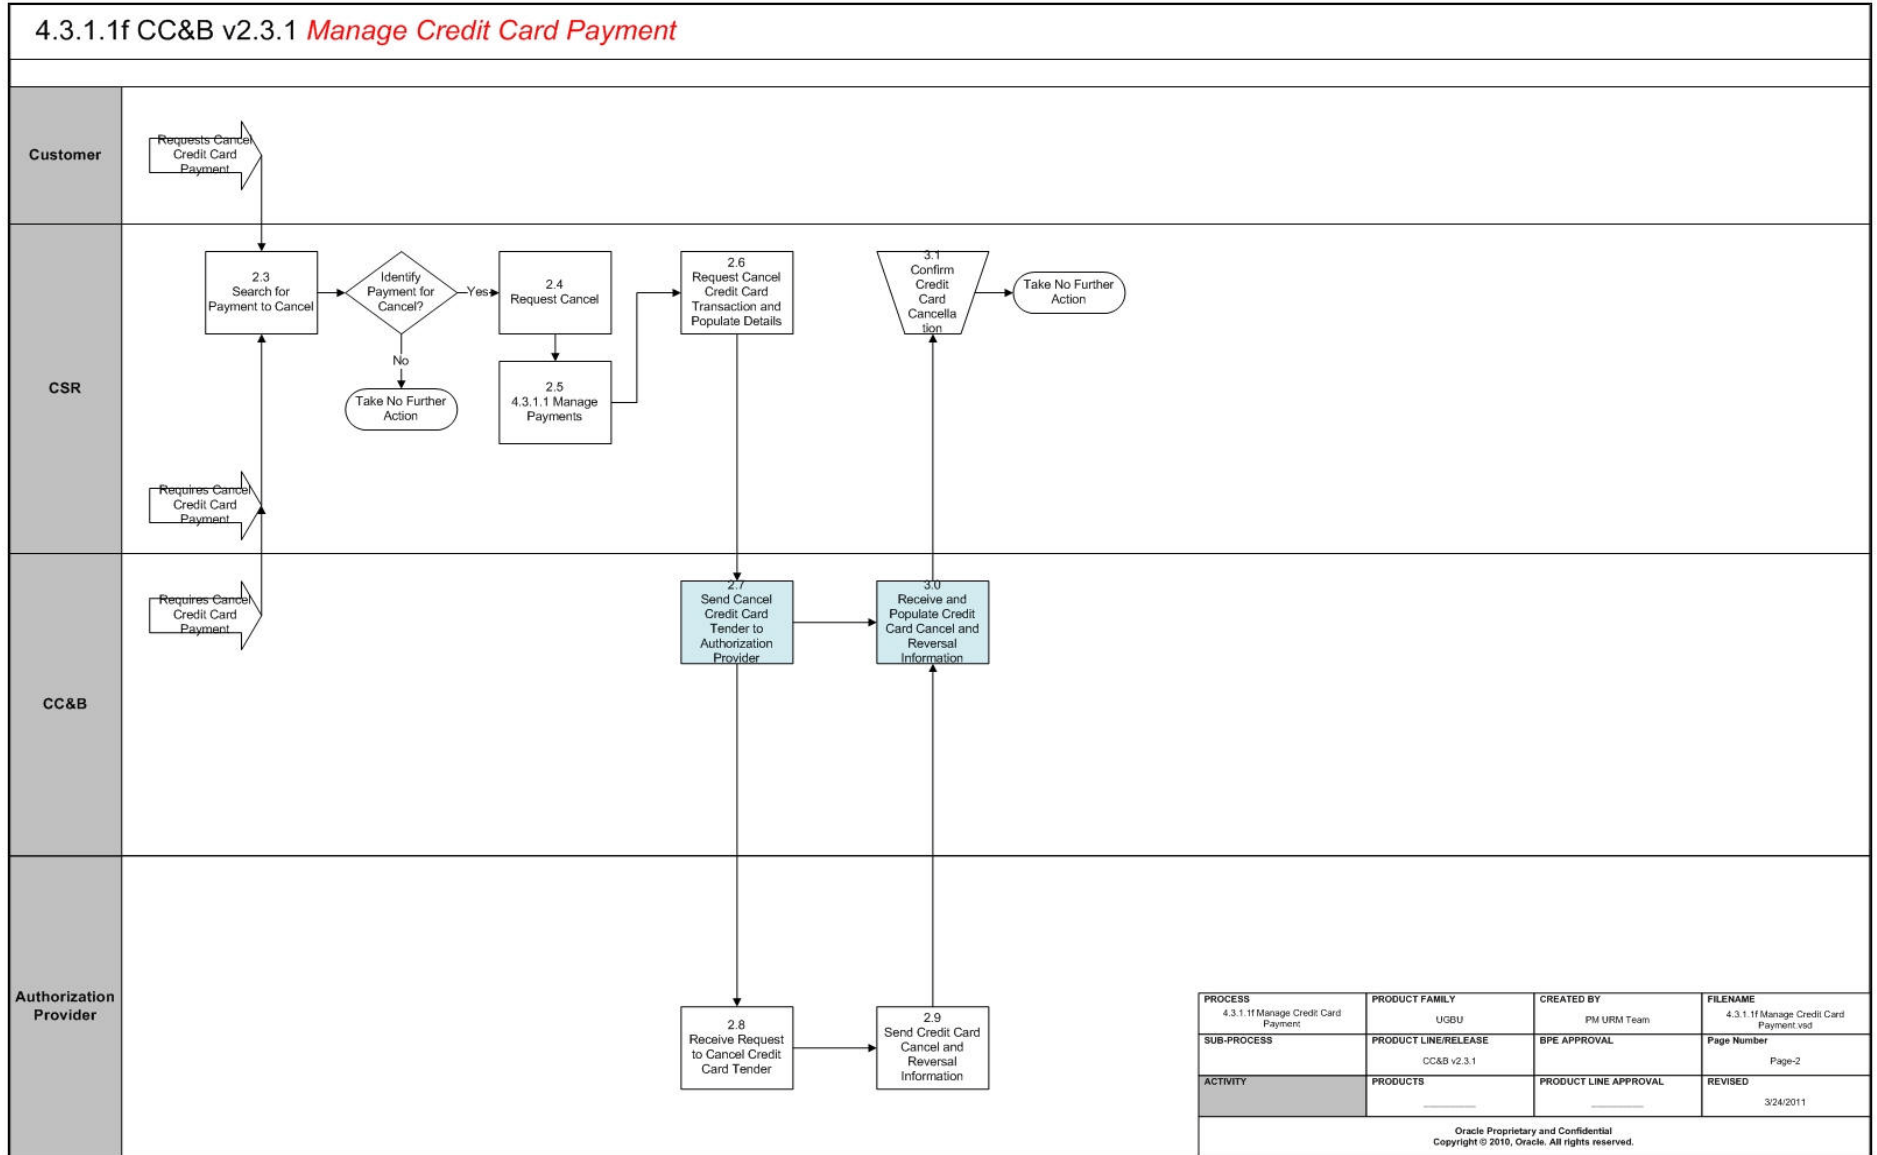 4.3.1.1f CC&B v2.3.1 Manage Credit Card Payment
Customer
Requests Cancel
Credit Card
Payment
CSR
2.3
Search for
Payment to Cancel
Identify
Payment for
Cancel?
Yes
No
Take No Further
Action
2.4
Request Cancel
2.5
4.3.1.1 Manage
Payments
2.6
Request Cancel
Credit Card
Transaction and
Populate Details
3.1
Confirm
Credit
Card
Cancella
tion
Take No Further
Action
Requires Cancel
Credit Card
Payment
CC&B
Requires Cancel
Credit Card
Payment
2.7
Send Cancel
Credit Card
Tender to
Authorization
Provider
3.0
Receive and
Populate Credit
Card Cancel and
Reversal
Information
Authorization
Provider
2.8
Receive Request
to Cancel Credit
Card Tender
2.9
Send Credit Card
Cancel and
Reversal
Information
PROCESS
4.3.1.1f Manage Credit Card
Payment
PRODUCT FAMILY
UGBU
CREATED BY
PM URM Team
FILENAME
4.3.1.1f Manage Credit Card
Payment.vsd
SUB-PROCESS
PRODUCT LINE/RELEASE
CC&B v2.3.1
BPE APPROVAL
Page Number
Page-2
ACTIVITY
PRODUCTS
PRODUCT LINE APPROVAL
REVISED
3/24/2011
Oracle Proprietary and Confidential
Copyright © 2010, Oracle. All rights reserved.